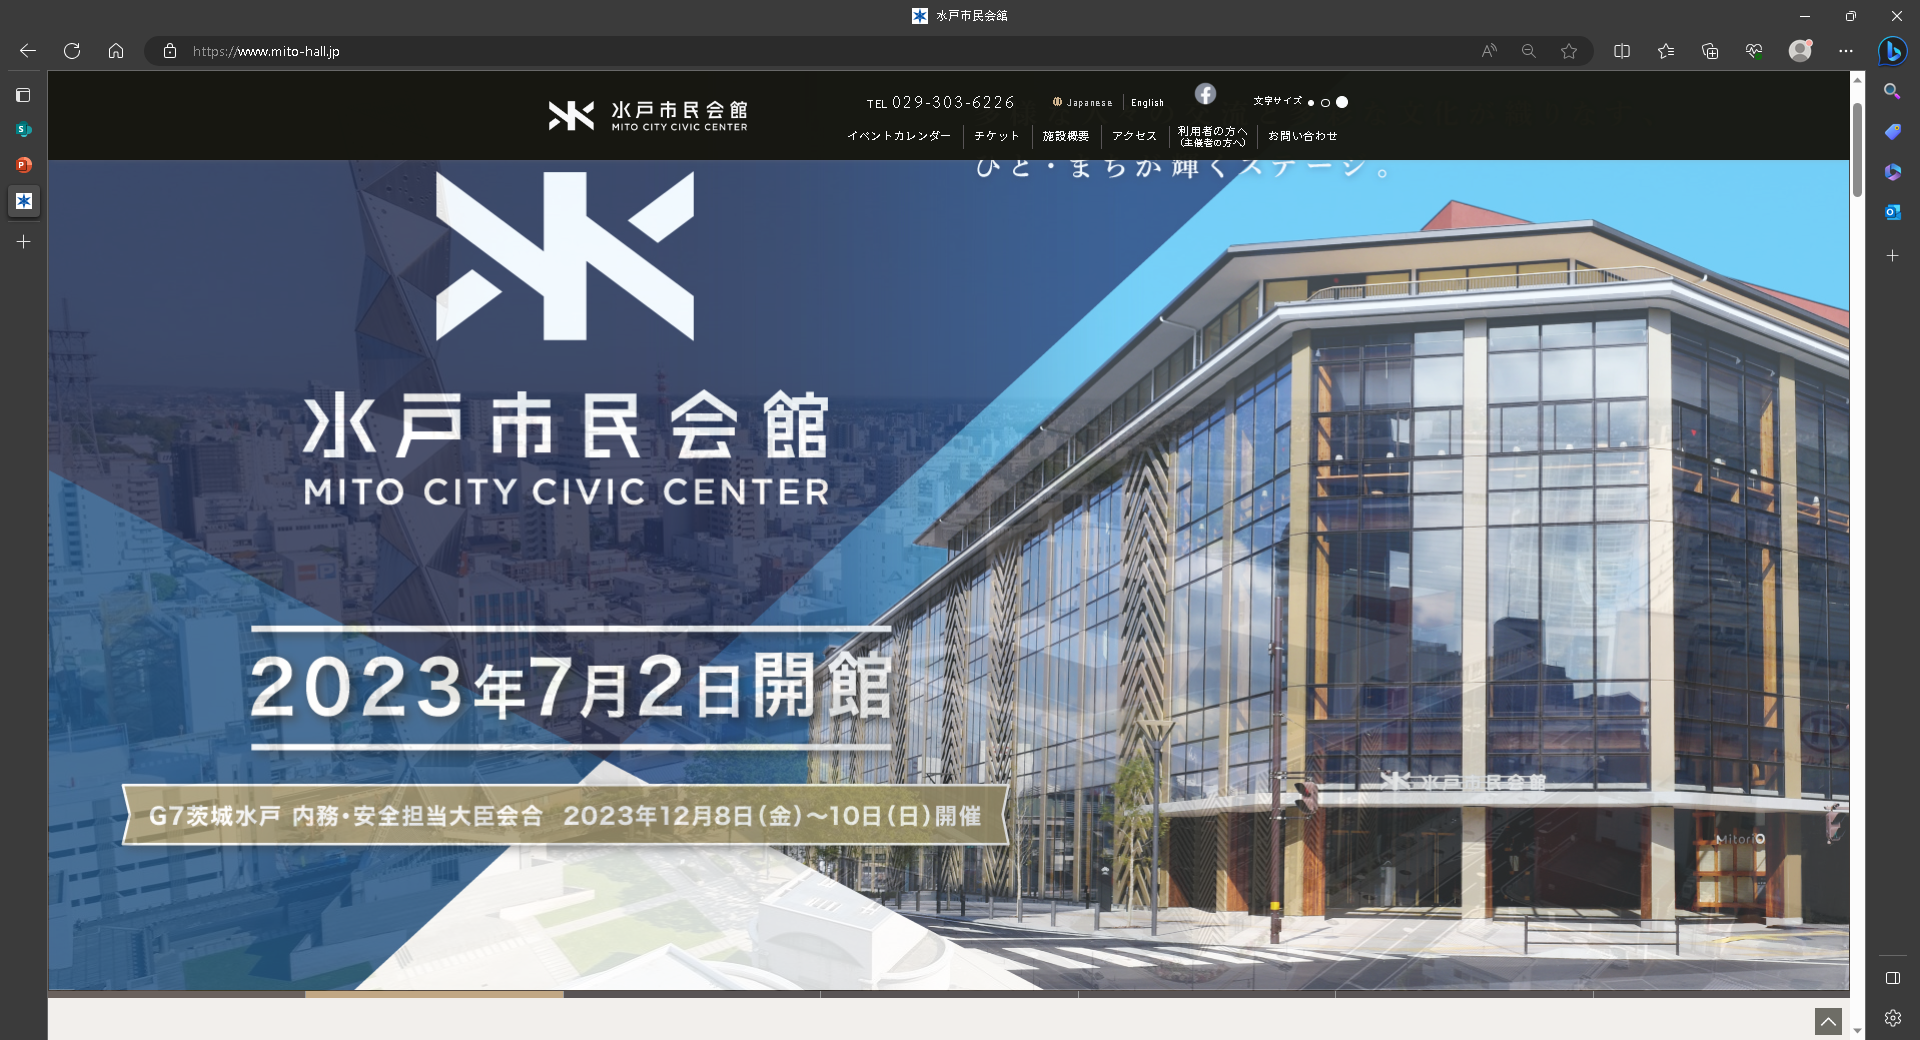 水戸市民会館
https://www.mito-hall.jp
水戸市民会館
MITO CITY CIVIC CENTER
TEL 029-303-6226
Japanese
English
文字サイズ
イベントカレンダー
チケット
施設概要
アクセス
利用者の方へ
(主催者の方へ)
お問い合わせ
ひと・まちが輝くステージ。
水戸市民会館
MITO CITY CIVIC CENTER
2023年7月2日開館
G7茨城水戸 内務・安全担当大臣会合 2023年12月8日(金)～10日(日)開催
水戸市民会館
MitoriO